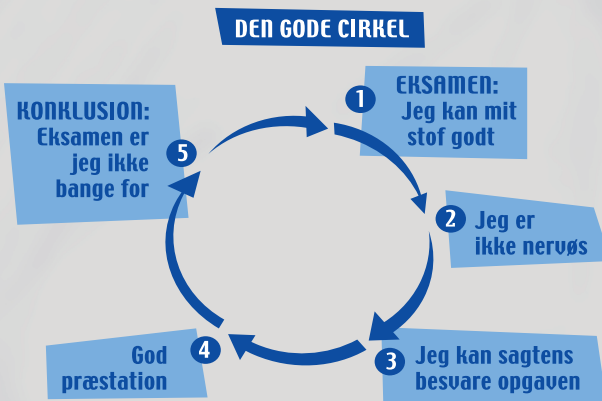 DEN GODE CIRKEL
1
EKSAMEN:
Jeg kan mit
stof godt
2
Jeg er
ikke nervøs
3
Jeg kan sagtens
besvare opgaven
4
God
præstation
5
KONKLUSION:
Eksamen er
jeg ikke
bange for